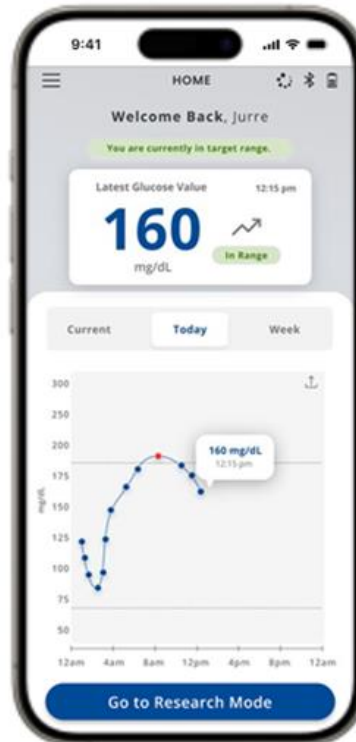 9:41
HOME
Welcome Back, Jurre
You are currently in target range.
Latest Glucose Value 12:15 pm
160
mg/dL
In Range
Current Today Week
300
250
200
175
150
125
100
75
50
mg/dL
160 mg/dL
12:15 pm
12am 4am 8am 12pm 4pm 8pm 12am
Go to Research Mode